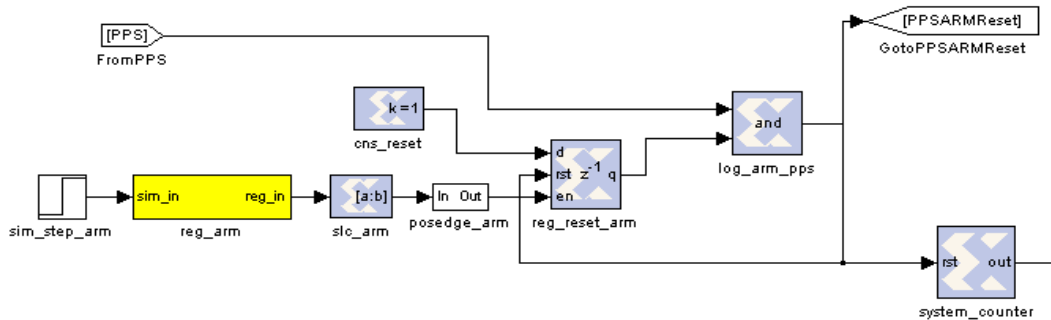 [PPS]
FromPPS
[PPSARMReset]
GotoPPSARMReset
k=1
cns_reset
and
log_arm_pps
d
rst z-1 q
en
reg_reset_arm
sim_in reg_in
reg_arm
[a:b]
slc_arm
In Out
posedge_arm
sim_step_arm
rst out
system_counter